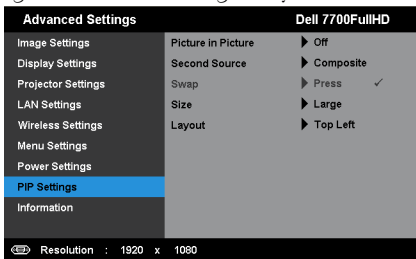 Advanced Settings Dell 7700FullHD
Image Settings Picture in Picture Off
Display Settings Second Source Composite
Projector Settings Swap Press ✓
LAN Settings Size Large
Wireless Settings Layout Top Left
Menu Settings
Power Settings
PIP Settings
Information
Resolution : 1920 x 1080